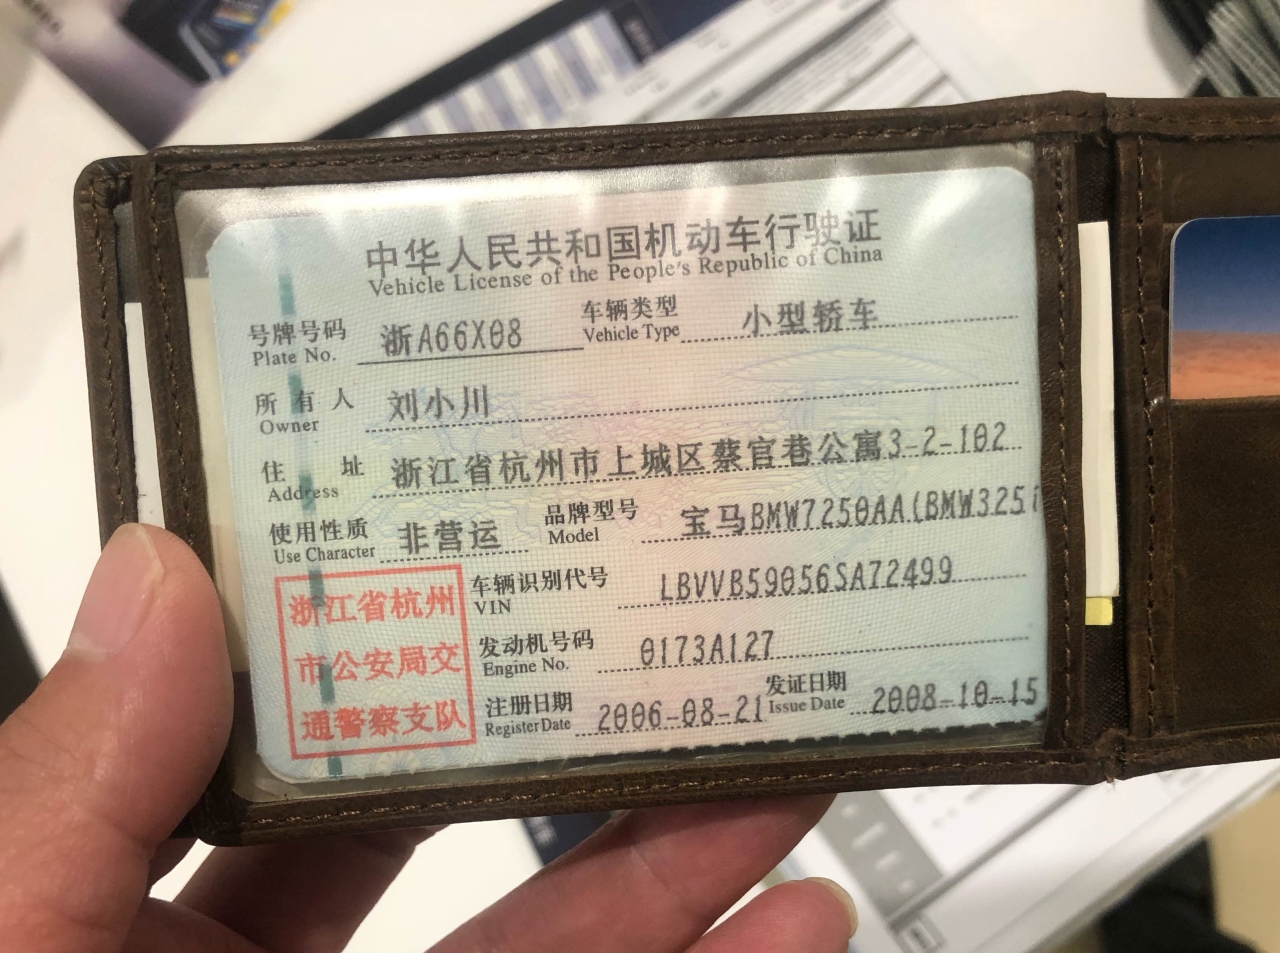 中华人民共和国机动车行驶证
Vehicle License of the People's Republic of China
号牌号码 浙A66X08 车辆类型 小型轿车
Plate No. Vehicle Type
所有人 刘小川
Owner
住址 浙江省杭州市上城区蔡官巷公寓3-2-102
Address
使用性质 非营运 品牌型号 宝马BMW7250AA(BMW325i
Use Character Model
浙江省杭州
市公安局交
通警察支队
车辆识别代号 LBVVB59056SA72499
VIN
发动机号码 0173A127
Engine No.
注册日期 2006-08-21 发证日期 2008-10-15
Register Date Issue Date